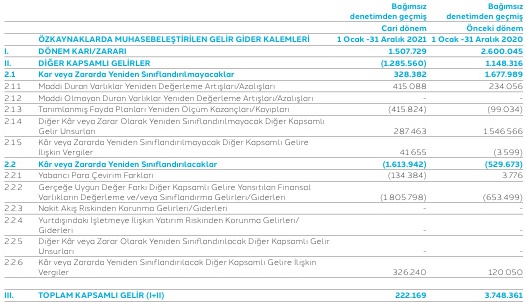 Bağımsız Bağımsız
denetimden geçmiş denetimden geçmiş
Cari dönem Önceki dönem
ÖZKAYNAKLARDA MUHASEBELEŞTİRİLEN GELİR GİDER KALEMLERİ 1 Ocak -31 Aralık 2021 1 Ocak -31 Aralık 2020
I. DÖNEM KARI/ZARARI 1.507.729 2.600.045
II. DİĞER KAPSAMLI GELİRLER (1.285.560) 1.148.316
2.1 Kar veya Zararda Yeniden Sınıflandırılmayacaklar 328.382 1.677.989
2.1.1 Maddi Duran Varlıklar Yeniden Değerleme Artışları/Azalışları 415.088 234.056
2.1.2 Maddi Olmayan Duran Varlıklar Yeniden Değerleme Artışları/Azalışları - -
2.1.3 Tanımlanmış Fayda Planları Yeniden Ölçüm Kazançları/Kayıpları (415.824) (99.034)
2.1.4 Diğer Kâr veya Zarar Olarak Yeniden Sınıflandırılmayacak Diğer Kapsamlı
Gelir Unsurları 287.463 1.546.566
2.1.5 Kâr veya Zararda Yeniden Sınıflandırılmayacak Diğer Kapsamlı Gelire
İlişkin Vergiler 41.655 (3.599)
2.2 Kâr veya Zararda Yeniden Sınıflandırılacaklar (1.613.942) (529.673)
2.2.1 Yabancı Para Çevirim Farkları (134.384) 3.776
2.2.2 Gerçeğe Uygun Değer Farkı Diğer Kapsamlı Gelire Yansıtılan Finansal
Varlıkların Değerleme ve/veya Sınıflandırma Gelirleri/Giderleri (1.805.798) (653.499)
2.2.3 Nakit Akış Riskinden Korunma Gelirleri/Giderleri - -
2.2.4 Yurtdışındaki İşletmeye İlişkin Yatırım Riskinden Korunma Gelirleri/
Giderleri - -
2.2.5 Diğer Kâr veya Zarar Olarak Yeniden Sınıflandırılacak Diğer Kapsamlı Gelir
Unsurları - -
2.2.6 Kâr veya Zararda Yeniden Sınıflandırılacak Diğer Kapsamlı Gelire İlişkin
Vergiler 326.240 120.050
III. TOPLAM KAPSAMLI GELİR (I+II) 222.169 3.748.361